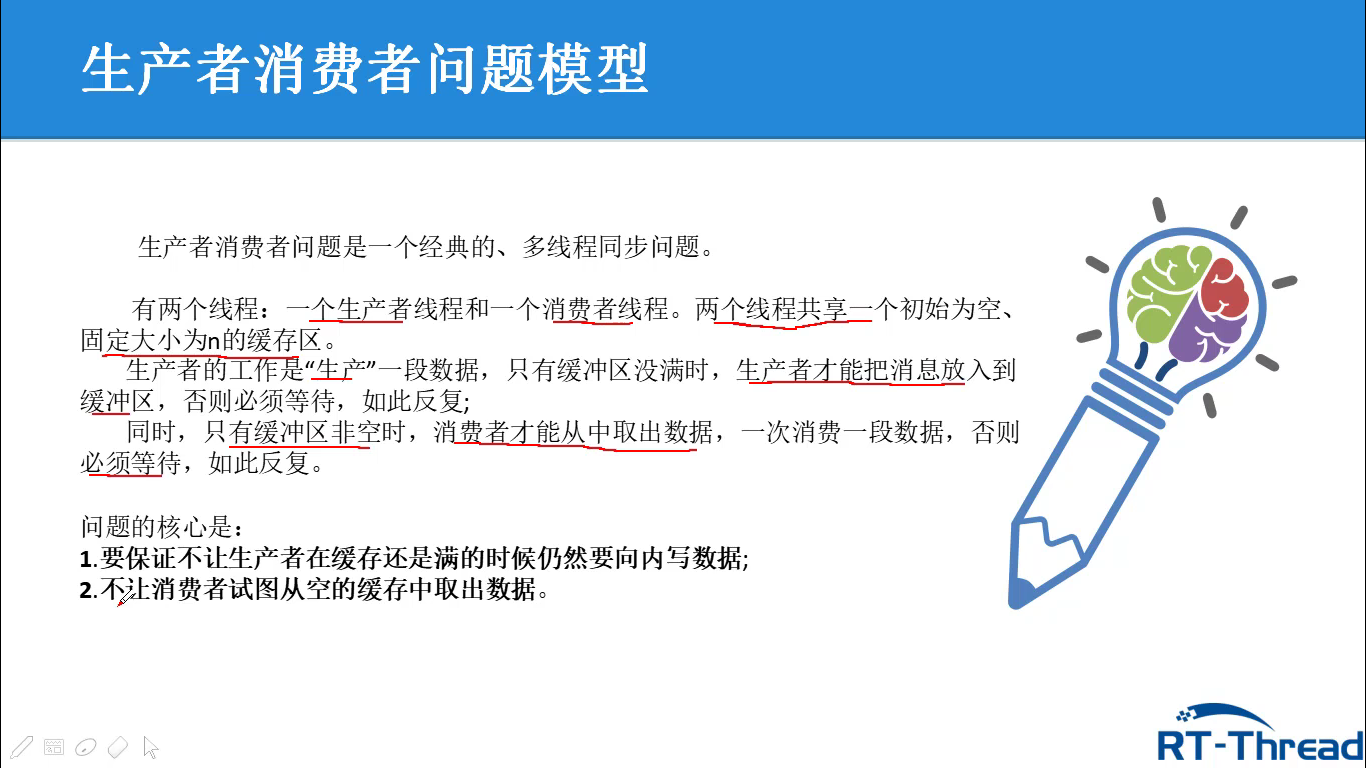 生产者消费者问题模型
生产者消费者问题是一个经典的、多线程同步问题。
有两个线程：一个生产者线程和一个消费者线程。两个线程共享一个初始为空、
固定大小为n的缓存区。
生产者的工作是“生产”一段数据，只有缓冲区没满时，生产者才能把消息放入到
缓冲区，否则必须等待，如此反复;
同时，只有缓冲区非空时，消费者才能从中取出数据，一次消费一段数据，否则
必须等待，如此反复。
问题的核心是：
1.要保证不让生产者在缓存还是满的时候仍然要向内写数据;
2.不让消费者试图从空的缓存中取出数据。
RT-Thread